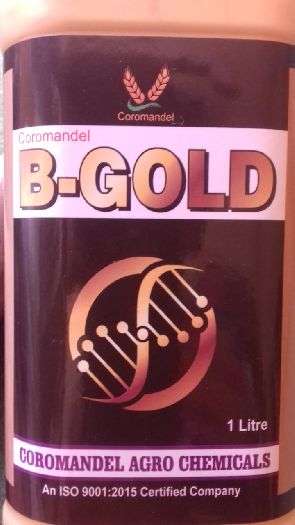 Coromandel
Coromandel
B-GOLD
1 Litre
COROMANDEL AGRO CHEMICALS
An ISO 9001:2015 Certified Company